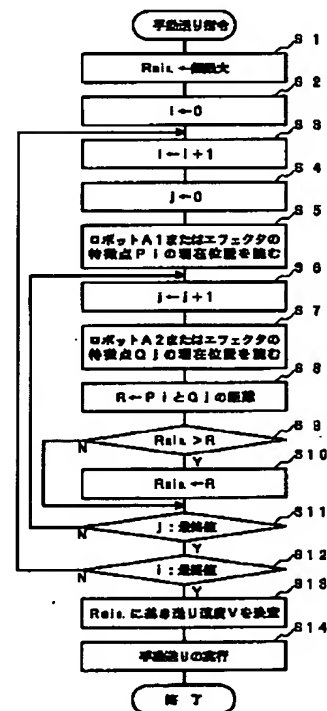 手動送り指令
S1
Rmin. ←値最大
S2
i←0
S3
i←i+1
S4
j←0
S5
ロボットA1またはエフェクタの
特徴点Piの現在位置を読む
S6
j←j+1
S7
ロボットA2またはエフェクタの
特徴点Qjの現在位置を読む
S8
R←PiとQjの距離
S9
Rmin. >R
N
Y
S10
Rmin. ←R
S11
j:最終値
N
Y
S12
i:最終値
N
Y
S13
Rmin. に基き送り速度Vを決定
S14
手動送りの実行
終了